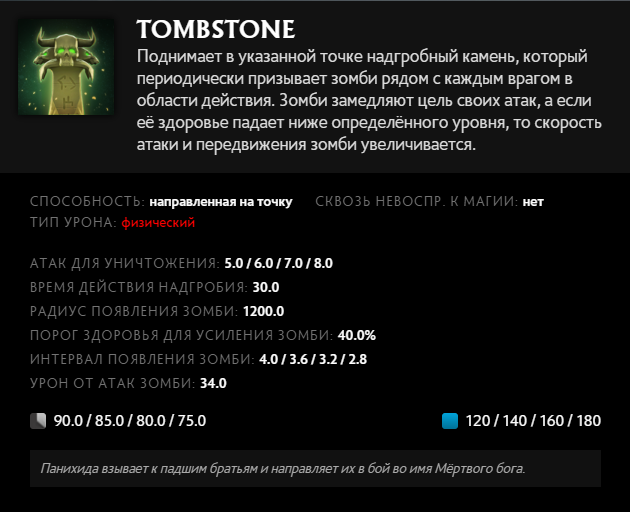 TOMBSTONE
Поднимает в указанной точке надгробный камень, который
периодически призывает зомби рядом с каждым врагом в
области действия. Зомби замедляют цель своих атак, а если
её здоровье падает ниже определённого уровня, то скорость
атаки и передвижения зомби увеличивается.
СПОСОБНОСТЬ: направленная на точку СКВОЗЬ НЕВОСПР. К МАГИИ: нет
ТИП УРОНА: физический
АТАК ДЛЯ УНИЧТОЖЕНИЯ: 5.0 / 6.0 / 7.0 / 8.0
ВРЕМЯ ДЕЙСТВИЯ НАДГРОБИЯ: 30.0
РАДИУС ПОЯВЛЕНИЯ ЗОМБИ: 1200.0
ПОРОГ ЗДОРОВЬЯ ДЛЯ УСИЛЕНИЯ ЗОМБИ: 40.0%
ИНТЕРВАЛ ПОЯВЛЕНИЯ ЗОМБИ: 4.0 / 3.6 / 3.2 / 2.8
УРОН ОТ АТАК ЗОМБИ: 34.0
90.0 / 85.0 / 80.0 / 75.0 120 / 140 / 160 / 180
Панихида взывает к падшим братьям и направляет их в бой во имя Мёртвого бога.